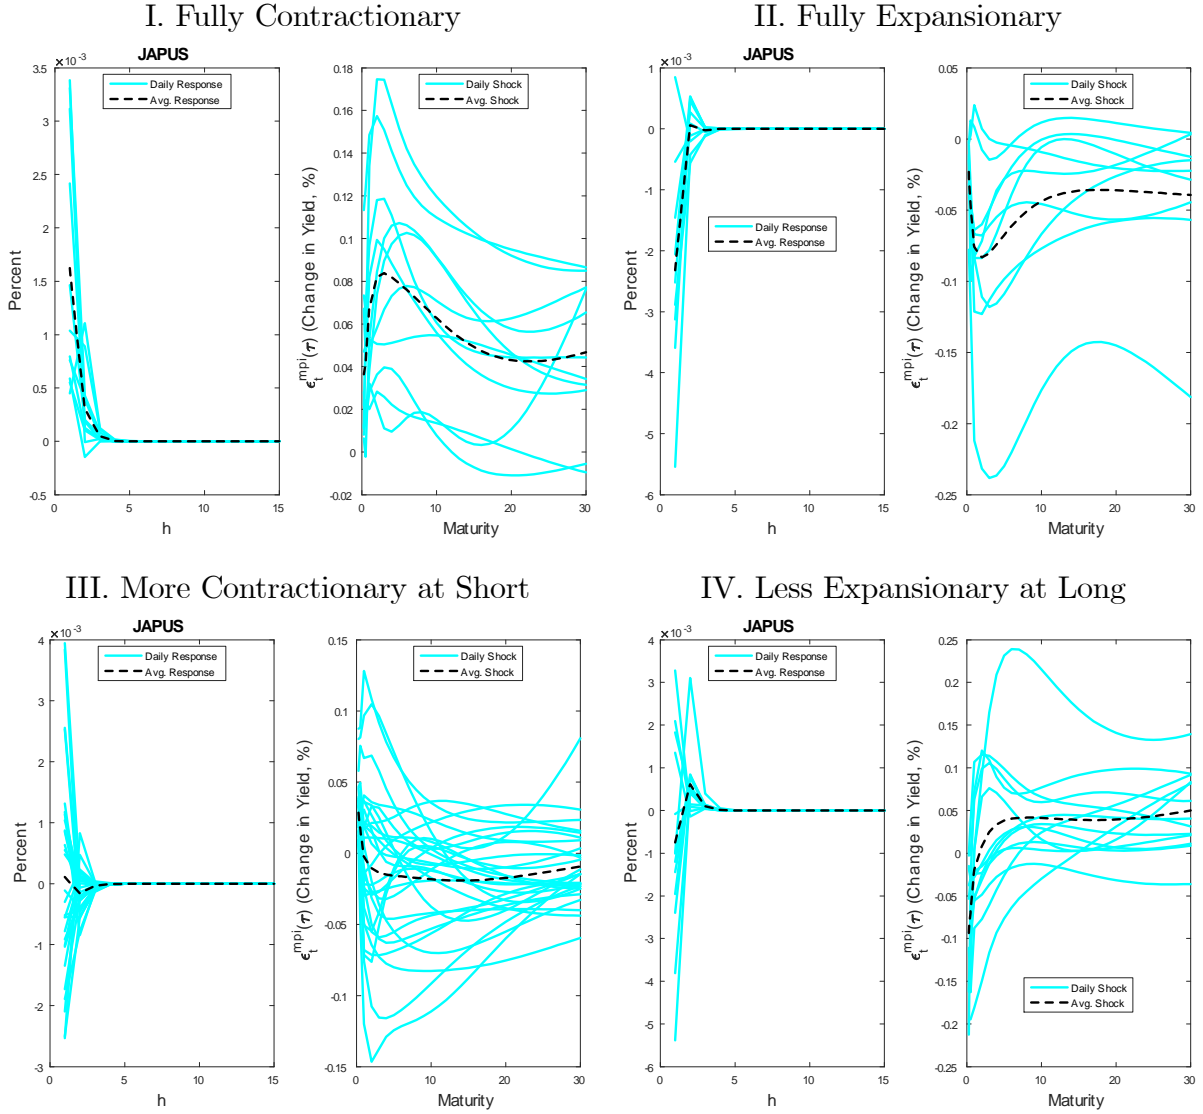 I. Fully Contractionary
×10⁻³
JAPUS
Daily Response
Avg. Response
Percent
3.5
3
2.5
2
1.5
1
0.5
0
-0.5
0
5
10
15
h
Daily Shock
Avg. Shock
ϵ_t^mpi(τ) (Change in Yield, %)
0.18
0.16
0.14
0.12
0.1
0.08
0.06
0.04
0.02
0
-0.02
0
10
20
30
Maturity
II. Fully Expansionary
×10⁻³
JAPUS
Daily Response
Avg. Response
Percent
1
0
-1
-2
-3
-4
-5
-6
0
5
10
15
h
Daily Shock
Avg. Shock
ϵ_t^mpi(τ) (Change in Yield, %)
0.05
0
-0.05
-0.1
-0.15
-0.2
-0.25
0
10
20
30
Maturity
III. More Contractionary at Short
×10⁻³
JAPUS
Daily Response
Avg. Response
Percent
4
3
2
1
0
-1
-2
-3
0
5
10
15
h
Daily Shock
Avg. Shock
ϵ_t^mpi(τ) (Change in Yield, %)
0.15
0.1
0.05
0
-0.05
-0.1
-0.15
0
10
20
30
Maturity
IV. Less Expansionary at Long
×10⁻³
JAPUS
Daily Response
Avg. Response
Percent
4
3
2
1
0
-1
-2
-3
-4
-5
-6
0
5
10
15
h
Daily Shock
Avg. Shock
ϵ_t^mpi(τ) (Change in Yield, %)
0.25
0.2
0.15
0.1
0.05
0
-0.05
-0.1
-0.15
-0.2
-0.25
0
10
20
30
Maturity